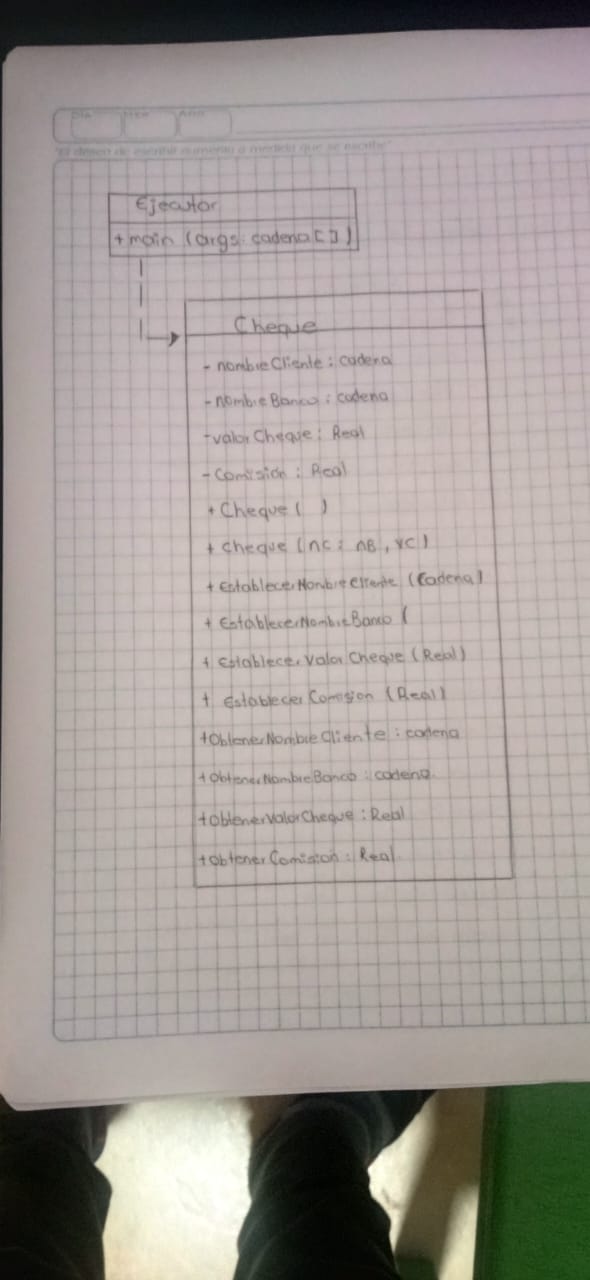 Día Mes Año
"El deseo de escribir aumenta a medida que se escribe"
Ejecutor
+ main (args: cadena [ ] )
Cheque
- nombreCliente : cadena
- nombreBanco : cadena
- valorCheque : Real
- Comisión : Real
+ Cheque ( )
+ cheque (nC ; nB , vC )
+ EstablecerNombreCliente (Cadena)
+ EstablecerNombreBanco (
+ EstablecerValorCheque (Real)
+ Establecer Comision (Real)
+ObtenerNombreCliente : cadena
+ObtenerNombreBanco : cadena.
+obtenerValorCheque : Real
+obtenerComision : Real.